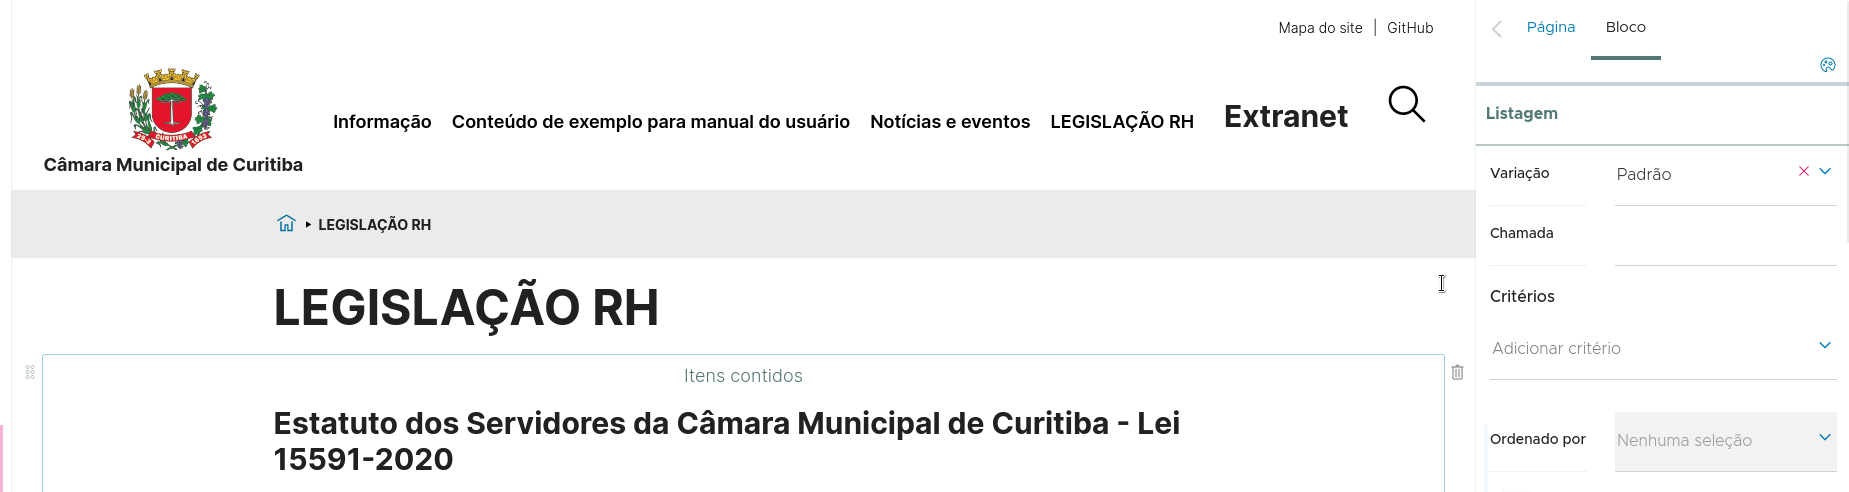 Mapa do site | GitHub
CURITIBA
Câmara Municipal de Curitiba
Informação
Conteúdo de exemplo para manual do usuário
Notícias e eventos
LEGISLAÇÃO RH
Extranet
LEGISLAÇÃO RH
LEGISLAÇÃO RH
Itens contidos
Estatuto dos Servidores da Câmara Municipal de Curitiba - Lei
15591-2020
Página
Bloco
Listagem
Variação
Padrão
Chamada
Critérios
Adicionar critério
Ordenado por
Nenhuma seleção